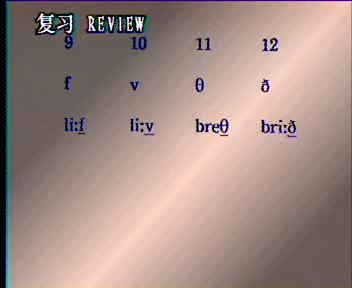 复习 REVIEW
9 10 11 12
f v θ ð
li:f li:v breθ bri:ð